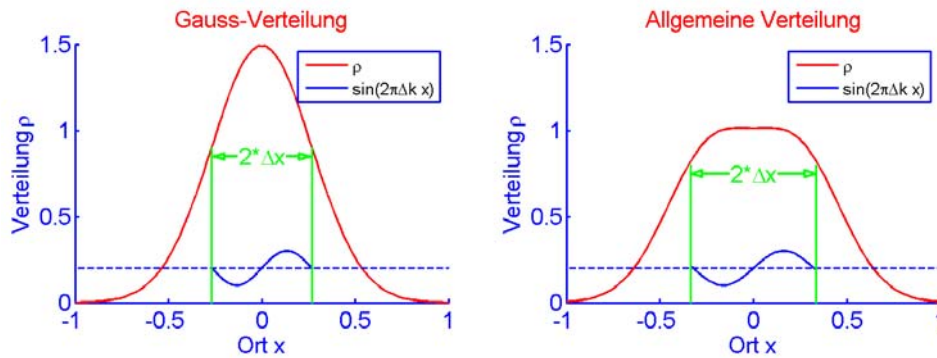 Gauss-Verteilung
1.5
1
0.5
0
Verteilung ρ
ρ
sin(2πΔk x)
2*Δx
-1
-0.5
0
0.5
1
Ort x
Allgemeine Verteilung
1.5
1
0.5
0
Verteilung ρ
ρ
sin(2πΔk x)
2*Δx
-1
-0.5
0
0.5
1
Ort x